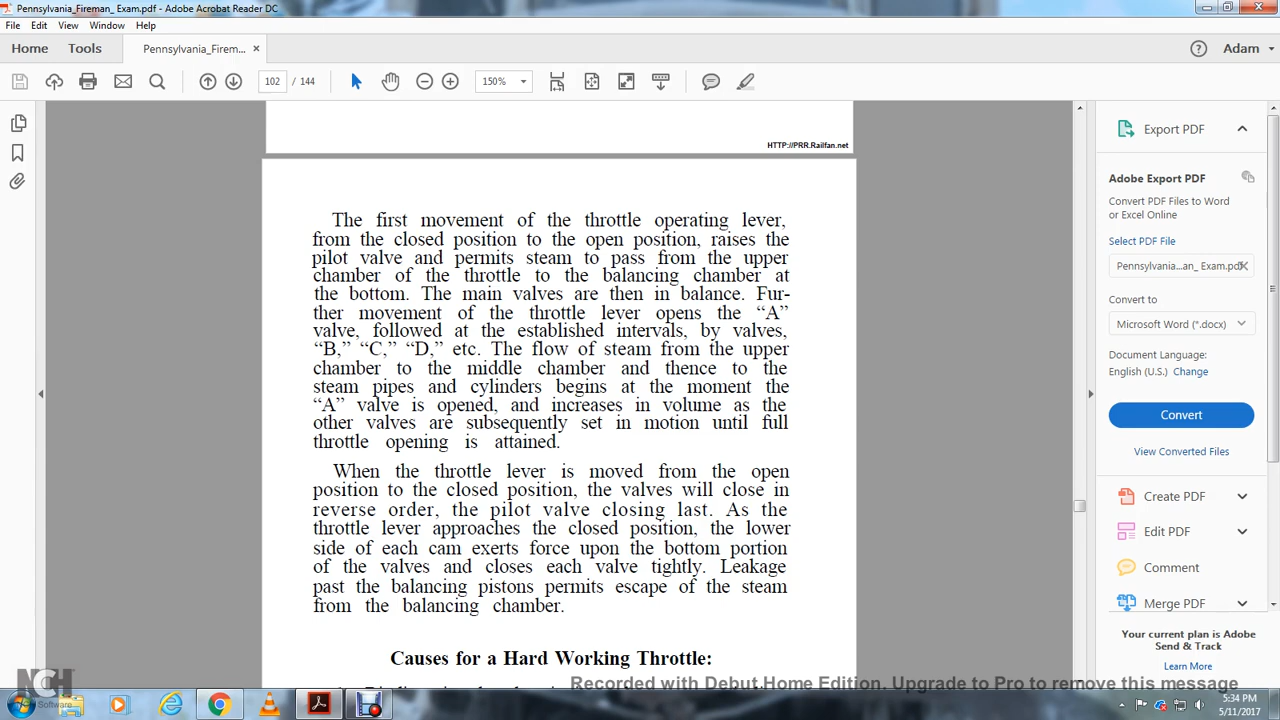 Pennsylvania_Fireman_ Exam.pdf - Adobe Acrobat Reader DC
File Edit View Window Help
Home Tools Pennsylvania_Firem... ×
Adam
102 / 144 150%
HTTP://PRR.Railfan.net
The first movement of the throttle operating lever,
from the closed position to the open position, raises the
pilot valve and permits steam to pass from the upper
chamber of the throttle to the balancing chamber at
the bottom. The main valves are then in balance. Fur-
ther movement of the throttle lever opens the “A”
valve, followed at the established intervals, by valves,
“B,” “C,” “D,” etc. The flow of steam from the upper
chamber to the middle chamber and thence to the
steam pipes and cylinders begins at the moment the
“A” valve is opened, and increases in volume as the
other valves are subsequently set in motion until full
throttle opening is attained.
When the throttle lever is moved from the open
position to the closed position, the valves will close in
reverse order, the pilot valve closing last. As the
throttle lever approaches the closed position, the lower
side of each cam exerts force upon the bottom portion
of the valves and closes each valve tightly. Leakage
past the balancing pistons permits escape of the steam
from the balancing chamber.
Causes for a Hard Working Throttle:
Export PDF
Adobe Export PDF
Convert PDF Files to Word
or Excel Online
Select PDF File
Pennsylvania...an_ Exam.pdf
Convert to
Microsoft Word (*.docx)
Document Language:
English (U.S.) Change
Convert
View Converted Files
Create PDF
Edit PDF
Comment
Merge PDF
Your current plan is Adobe
Send & Track
Learn More
NCH
Software
Recorded with Debut Home Edition. Upgrade to Pro to remove this message
5:34 PM
5/11/2017